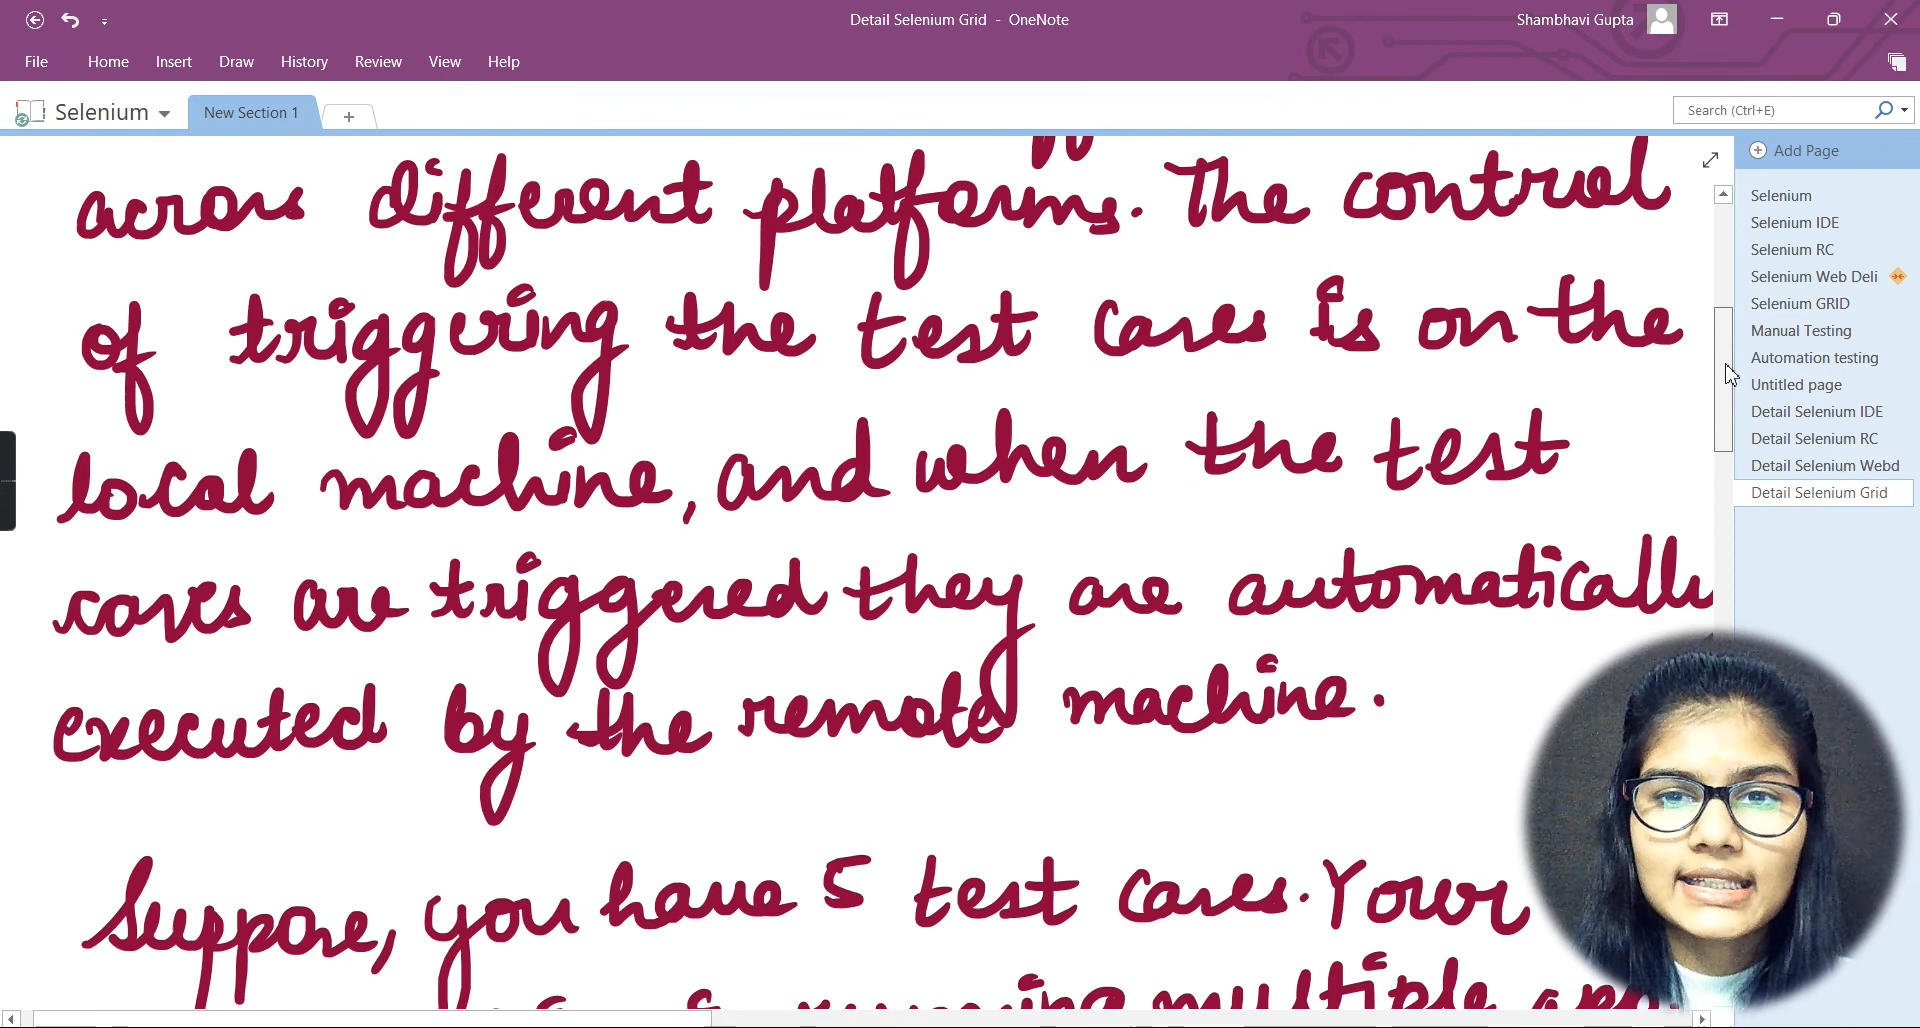 Detail Selenium Grid - OneNote
Shambhavi Gupta
File Home Insert Draw History Review View Help
Selenium
New Section 1
+
Search (Ctrl+E)
Add Page
Selenium
Selenium IDE
Selenium RC
Selenium Web Deli
Selenium GRID
Manual Testing
Automation testing
Untitled page
Detail Selenium IDE
Detail Selenium RC
Detail Selenium Webd
Detail Selenium Grid
across different platforms. The control
of triggering the test cases is on the
local machine, and when the test
cases are triggered they are automatically
executed by the remote machine.
Suppose, you have 5 test cases. Your
running multiple